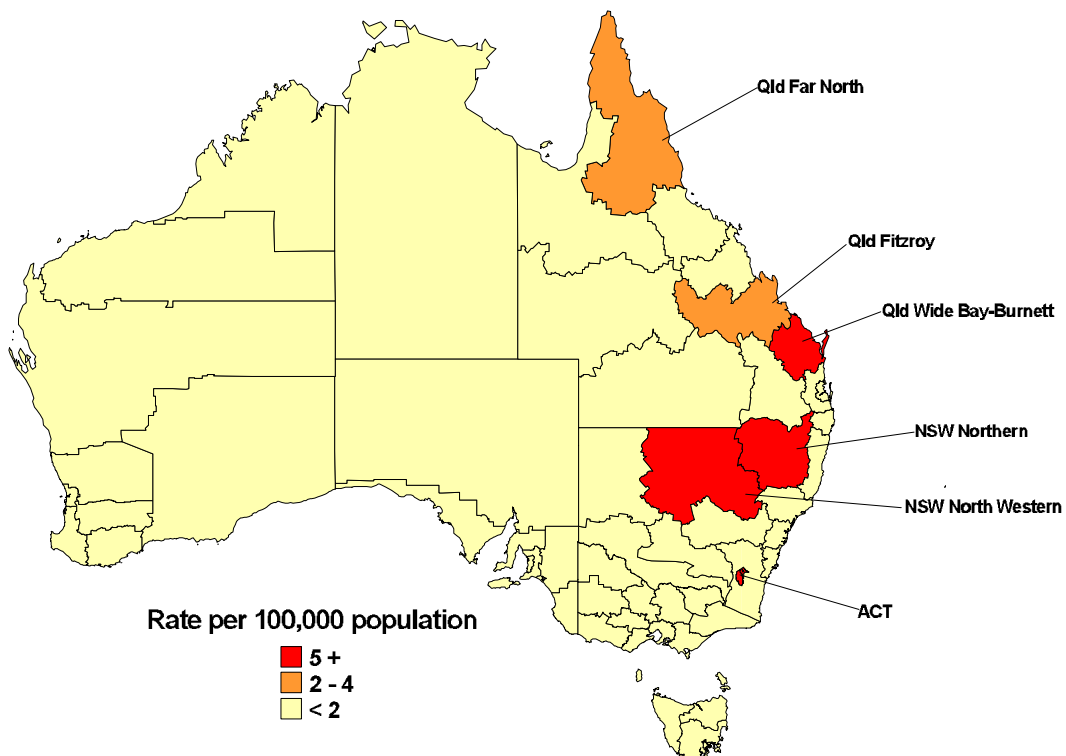 Qld Far North
Qld Fitzroy
Qld Wide Bay-Burnett
NSW Northern
NSW North Western
ACT
Rate per 100,000 population
5 +
2 - 4
< 2